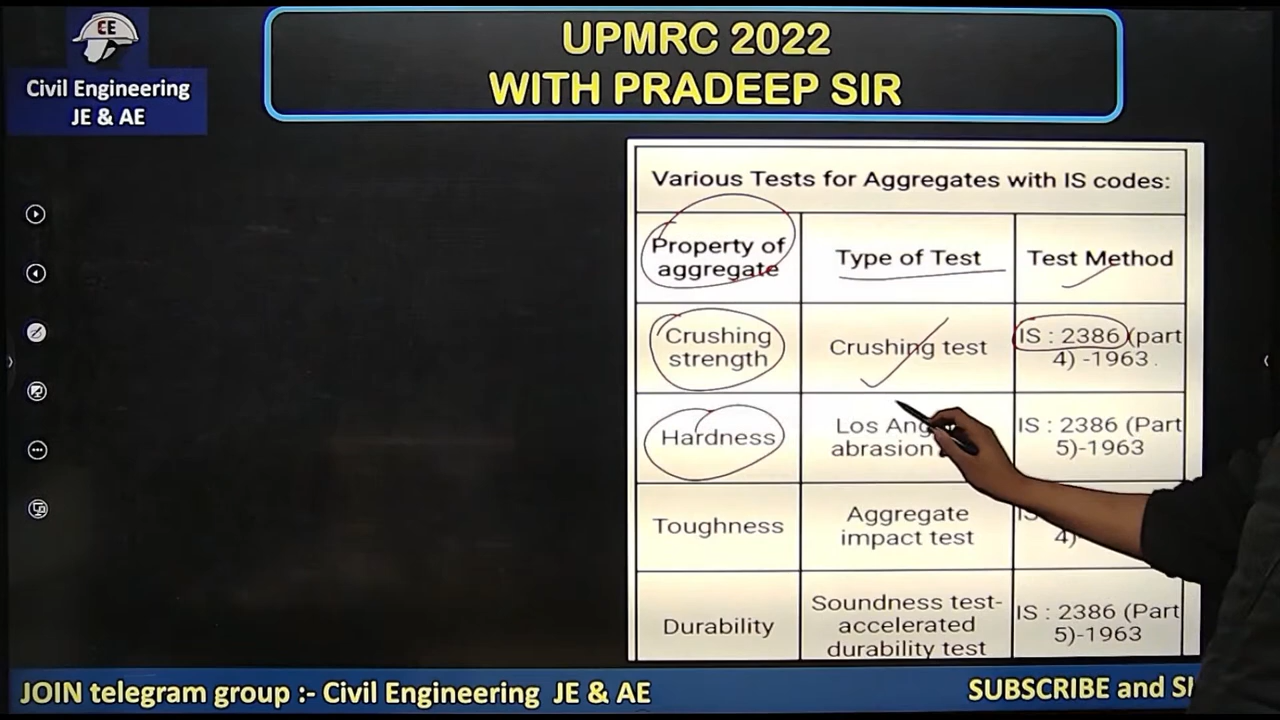 EE
Civil Engineering
JE & AE
UPMRC 2022
WITH PRADEEP SIR
Various Tests for Aggregates with IS codes:
Property of
aggregate
Type of Test
Test Method
Crushing
strength
Crushing test
IS : 2386 (part
4) -1963.
Hardness
Los
abrasion
IS : 2386 (Part
5)-1963
Toughness
Aggregate
impact test
4)
Durability
Soundness test-
accelerated
durability test
IS : 2386 (Part
5)-1963
JOIN telegram group :- Civil Engineering JE & AE
SUBSCRIBE and